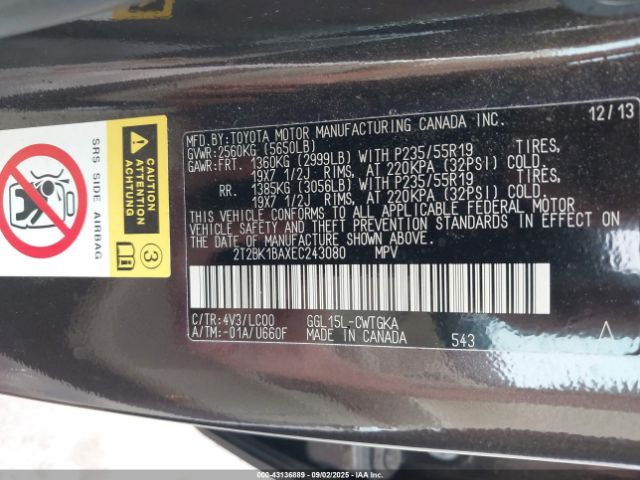 12/13
MFD.BY:TOYOTA MOTOR MANUFACTURING CANADA INC.
GVWR:2560KG (5650LB)
GAWR:FRT. 1360KG (2999LB) WITH P235/55R19 TIRES,
19X7 1/2J RIMS, AT 220KPA (32PSI) COLD.
RR. 1385KG (3056LB) WITH P235/55R19 TIRES,
19X7 1/2J RIMS, AT 220KPA (32PSI) COLD.
THIS VEHICLE CONFORMS TO ALL APPLICABLE FEDERAL MOTOR
VEHICLE SAFETY AND THEFT PREVENTION STANDARDS IN EFFECT ON
THE DATE OF MANUFACTURE SHOWN ABOVE.
2T2BK1BAXEC243080 MPV
C/TR:4V3/LC00 GGL15L-CWTGKA
A/TM:-01A/U660F MADE IN CANADA 543
SRS SIDE AIRBAG
CAUTION
ATTENTION
ACHTUNG
3
000-43136889 (09/02/2025) - IAAI.com